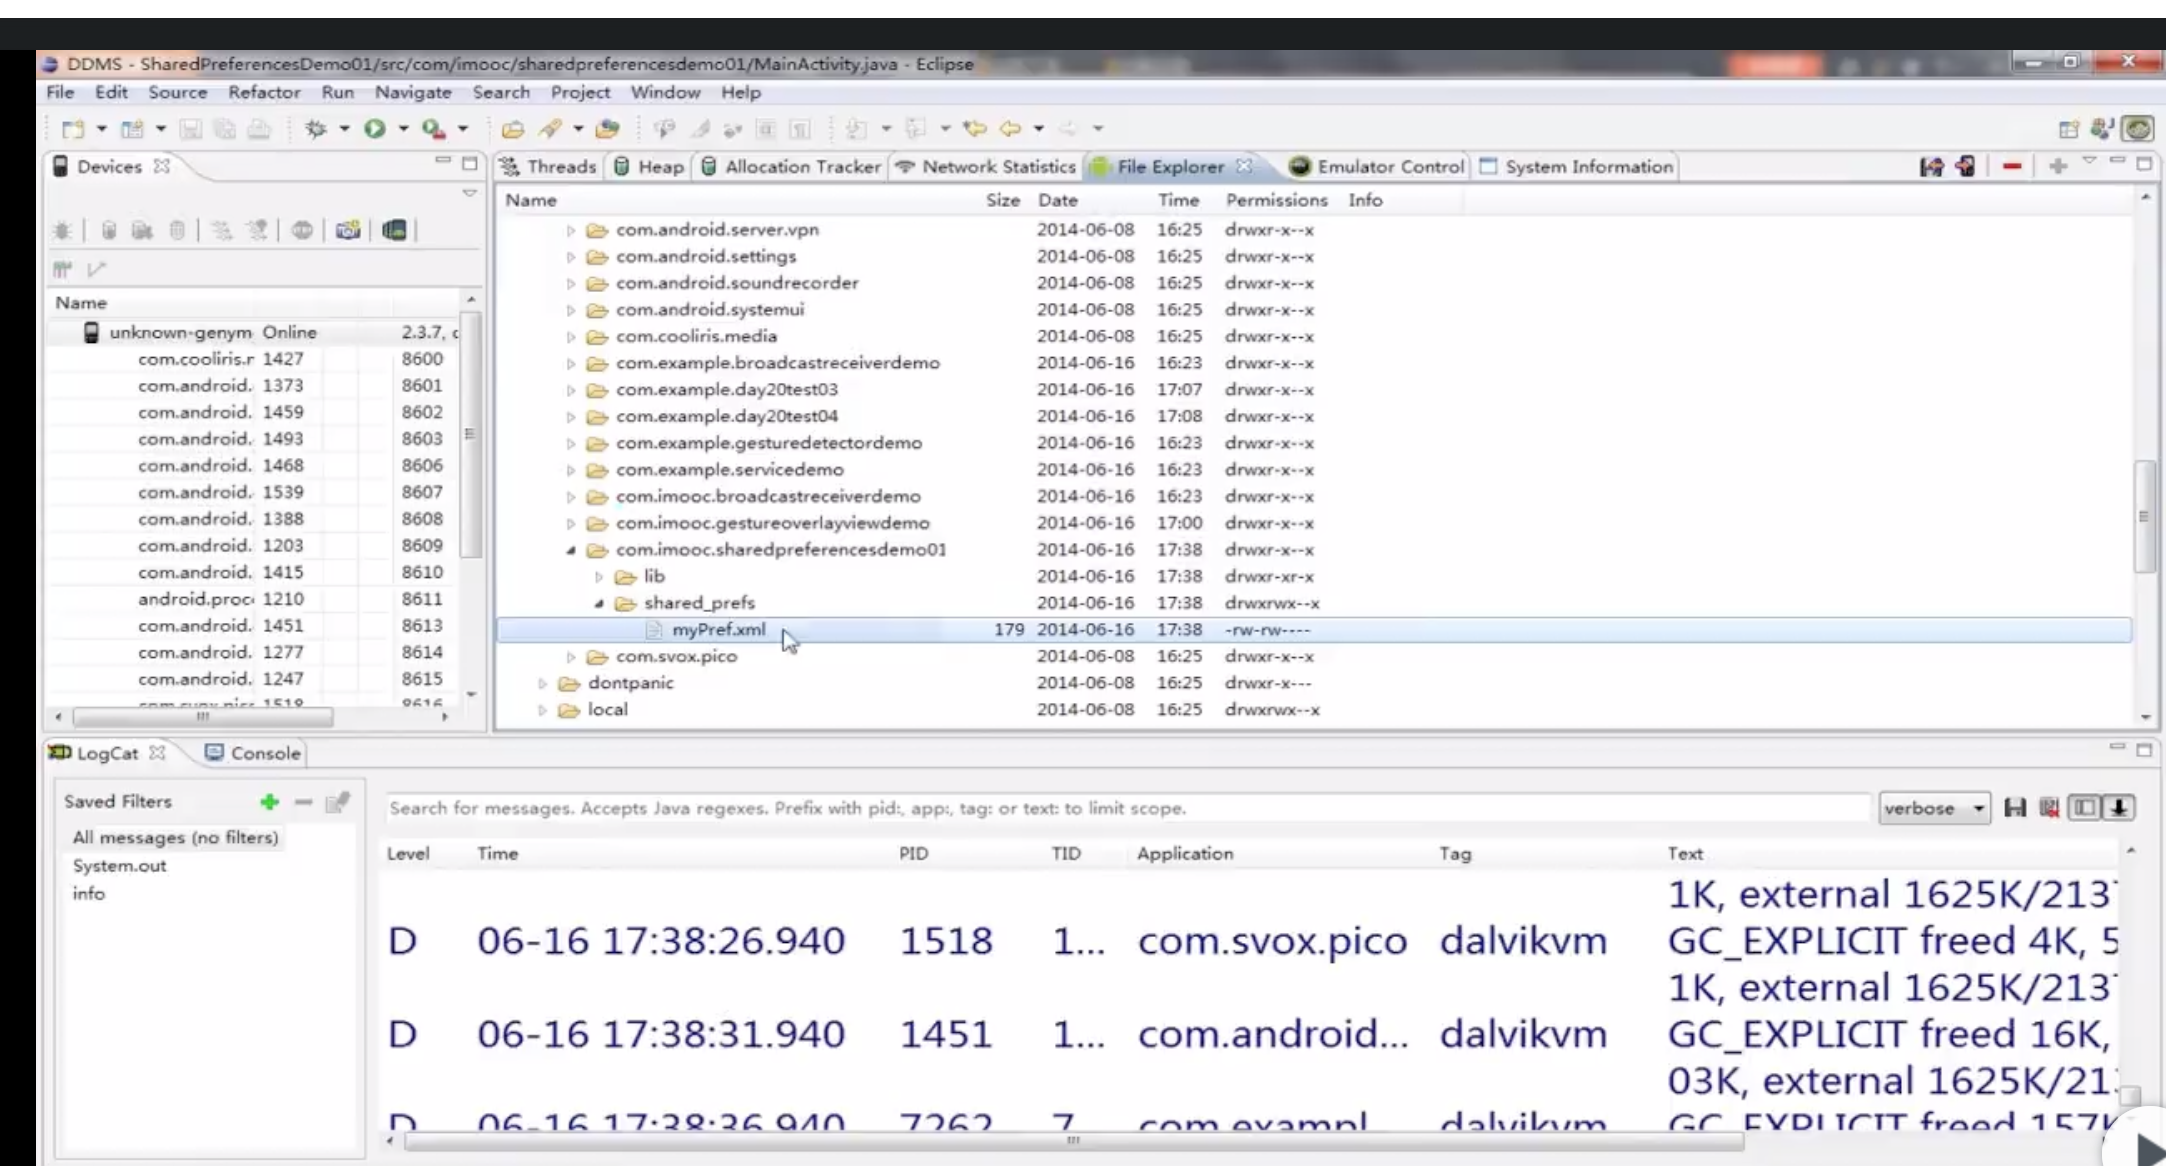 DDMS - SharedPreferencesDemo01/src/com/imooc/sharedpreferencesdemo01/MainActivity.java - Eclipse
File Edit Source Refactor Run Navigate Search Project Window Help
Devices
Threads Heap Allocation Tracker Network Statistics File Explorer Emulator Control System Information
Name
unknown-genym Online 2.3.7, c
com.cooliris.r 1427 8600
com.android. 1373 8601
com.android. 1459 8602
com.android. 1493 8603
com.android. 1468 8606
com.android. 1539 8607
com.android. 1388 8608
com.android. 1203 8609
com.android. 1415 8610
android.proc 1210 8611
com.android. 1451 8613
com.android. 1277 8614
com.android. 1247 8615
1518 8616
Name Size Date Time Permissions Info
com.android.server.vpn 2014-06-08 16:25 drwxr-x--x
com.android.settings 2014-06-08 16:25 drwxr-x--x
com.android.soundrecorder 2014-06-08 16:25 drwxr-x--x
com.android.systemui 2014-06-08 16:25 drwxr-x--x
com.cooliris.media 2014-06-08 16:25 drwxr-x--x
com.example.broadcastreceiverdemo 2014-06-16 16:23 drwxr-x--x
com.example.day20test03 2014-06-16 17:07 drwxr-x--x
com.example.day20test04 2014-06-16 17:08 drwxr-x--x
com.example.gesturedetectordemo 2014-06-16 16:23 drwxr-x--x
com.example.servicedemo 2014-06-16 16:23 drwxr-x--x
com.imooc.broadcastreceiverdemo 2014-06-16 16:23 drwxr-x--x
com.imooc.gestureoverlayviewdemo 2014-06-16 17:00 drwxr-x--x
com.imooc.sharedpreferencesdemo01 2014-06-16 17:38 drwxr-x--x
lib 2014-06-16 17:38 drwxr-xr-x
shared_prefs 2014-06-16 17:38 drwxrwx--x
myPref.xml 179 2014-06-16 17:38 -rw-rw----
com.svox.pico 2014-06-08 16:25 drwxr-x--x
dontpanic 2014-06-08 16:25 drwxr-x---
local 2014-06-08 16:25 drwxrwx--x
LogCat Console
Saved Filters
All messages (no filters)
System.out
info
Search for messages. Accepts Java regexes. Prefix with pid:, app:, tag: or text: to limit scope.
verbose
Level Time PID TID Application Tag Text
1K, external 1625K/213
D 06-16 17:38:26.940 1518 1... com.svox.pico dalvikvm GC_EXPLICIT freed 4K, 5
1K, external 1625K/213
D 06-16 17:38:31.940 1451 1... com.android... dalvikvm GC_EXPLICIT freed 16K,
03K, external 1625K/21
D 06-16 17:38:36.940 7262 7 com.exampl dalvikvm GC_EXPLICIT freed 157K